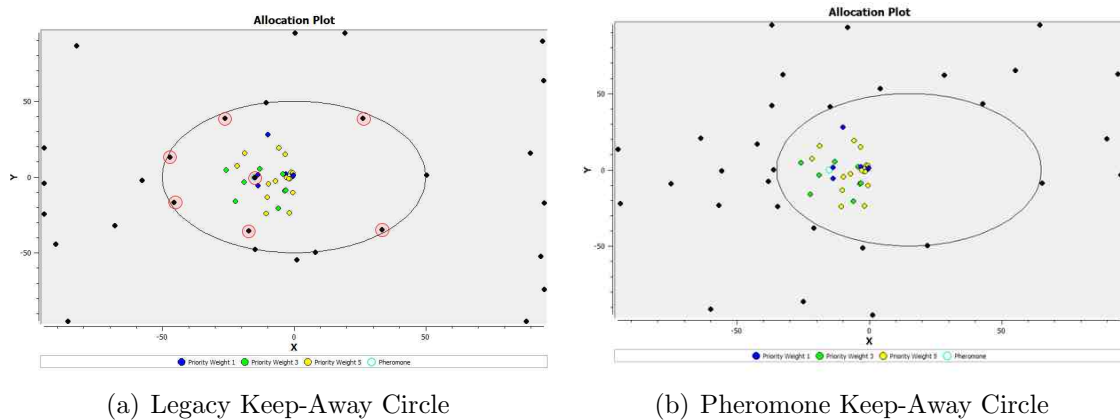 Allocation Plot
50
Y
0
-50
-50
0
50
X
Priority Weight 1 Priority Weight 3 Priority Weight 5 Pheromone
(a) Legacy Keep-Away Circle
Allocation Plot
50
Y
0
-50
-50
0
50
X
Priority Weight 1 Priority Weight 3 Priority Weight 5 Pheromone
(b) Pheromone Keep-Away Circle